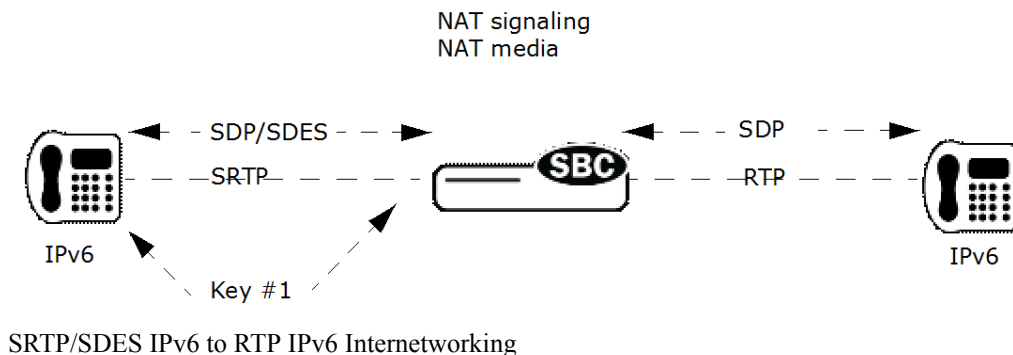 NAT signaling
NAT media
SDP/SDES
SDP
SBC
SRTP
RTP
IPv6
IPv6
Key #1
SRTP/SDES IPv6 to RTP IPv6 Internetworking